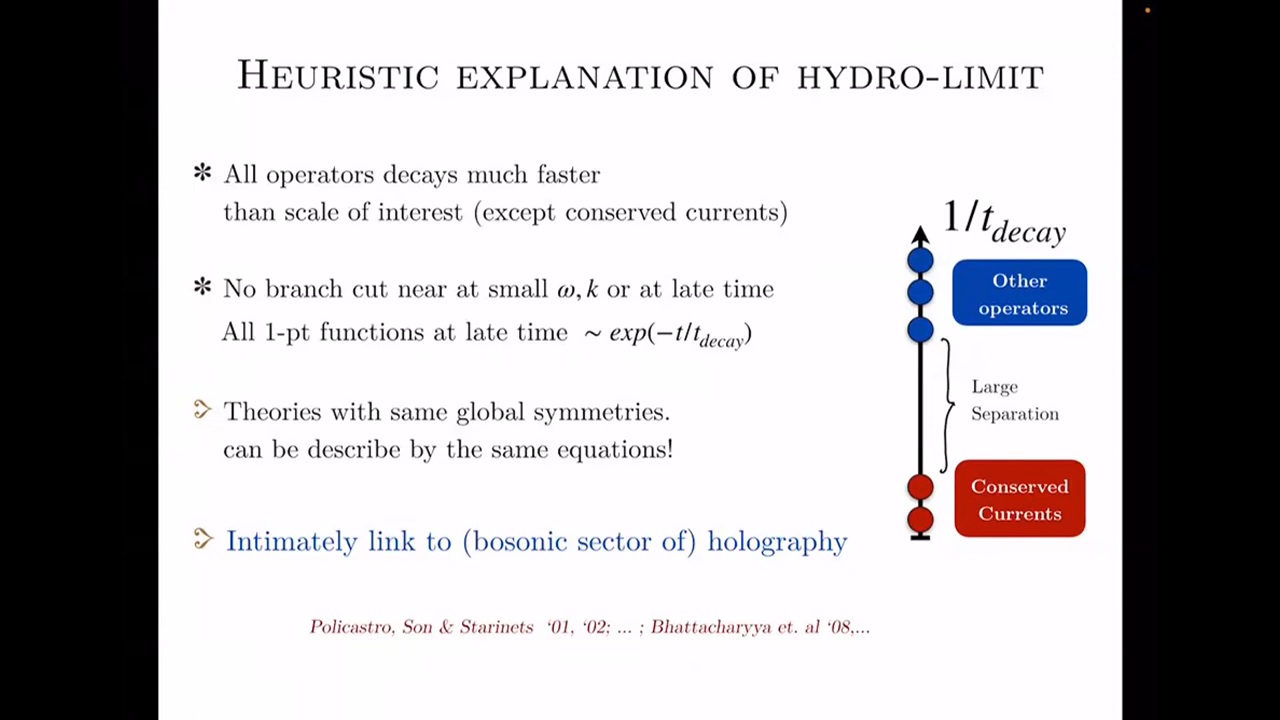 HEURISTIC EXPLANATION OF HYDRO-LIMIT
✻ All operators decays much faster
than scale of interest (except conserved currents)
✻ No branch cut near at small ω, k or at late time
All 1-pt functions at late time ~ exp(−t/t_decay)
Theories with same global symmetries.
can be describe by the same equations!
Intimately link to (bosonic sector of) holography
Policastro, Son & Starinets ‘01, ‘02; ... ; Bhattacharyya et. al ‘08,...
1/t_decay
Other
operators
Large
Separation
Conserved
Currents